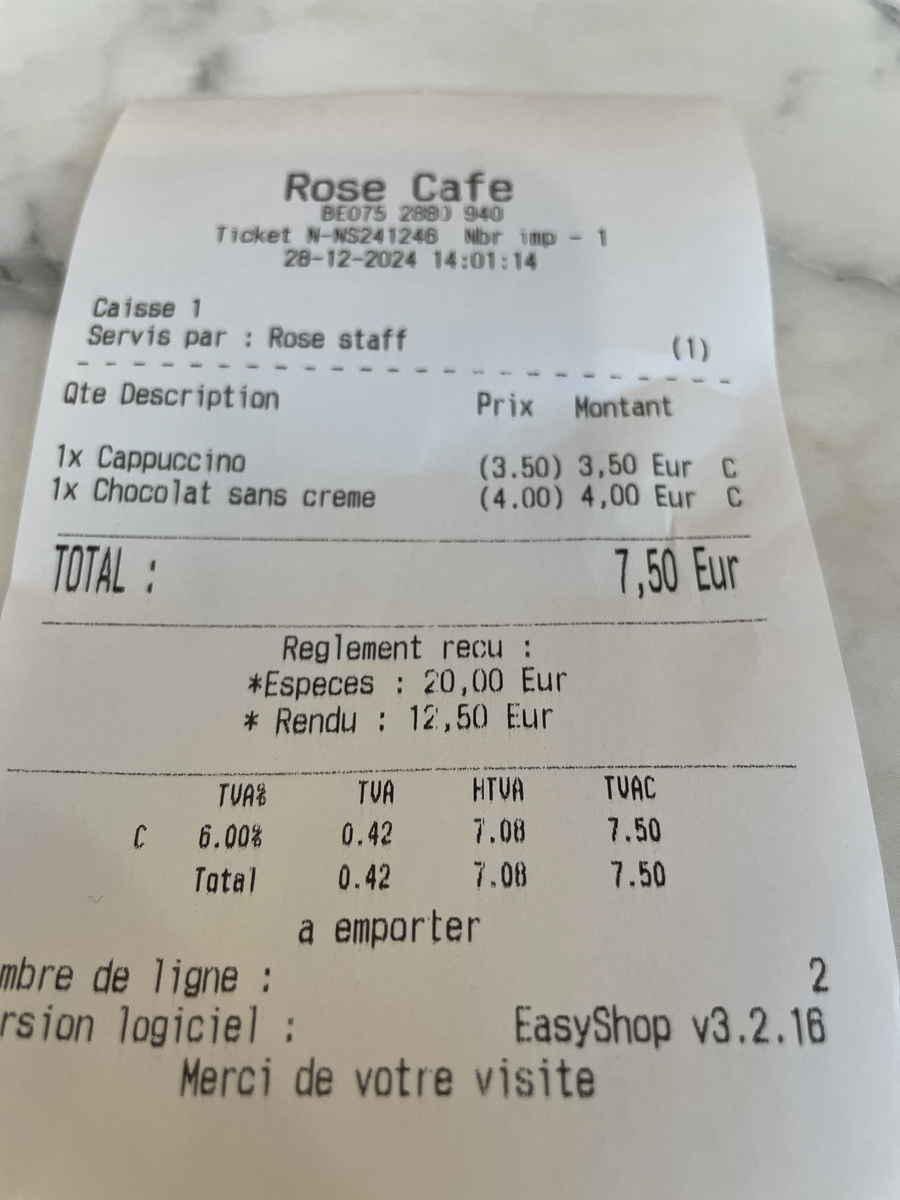 Rose Cafe
BE075 2880 940
Ticket N-NS241246 Nbr imp - 1
28-12-2024 14:01:14
Caisse 1
Servis par : Rose staff (1)
Qte Description Prix Montant
1x Cappuccino (3.50) 3,50 Eur C
1x Chocolat sans creme (4.00) 4,00 Eur C
TOTAL : 7,50 Eur
Reglement recu :
*Especes : 20,00 Eur
* Rendu : 12,50 Eur
TVA% TVA HTVA TVAC
C 6.00% 0.42 7.08 7.50
Total 0.42 7.08 7.50
a emporter
mbre de ligne : 2
rsion logiciel : EasyShop v3.2.16
Merci de votre visite